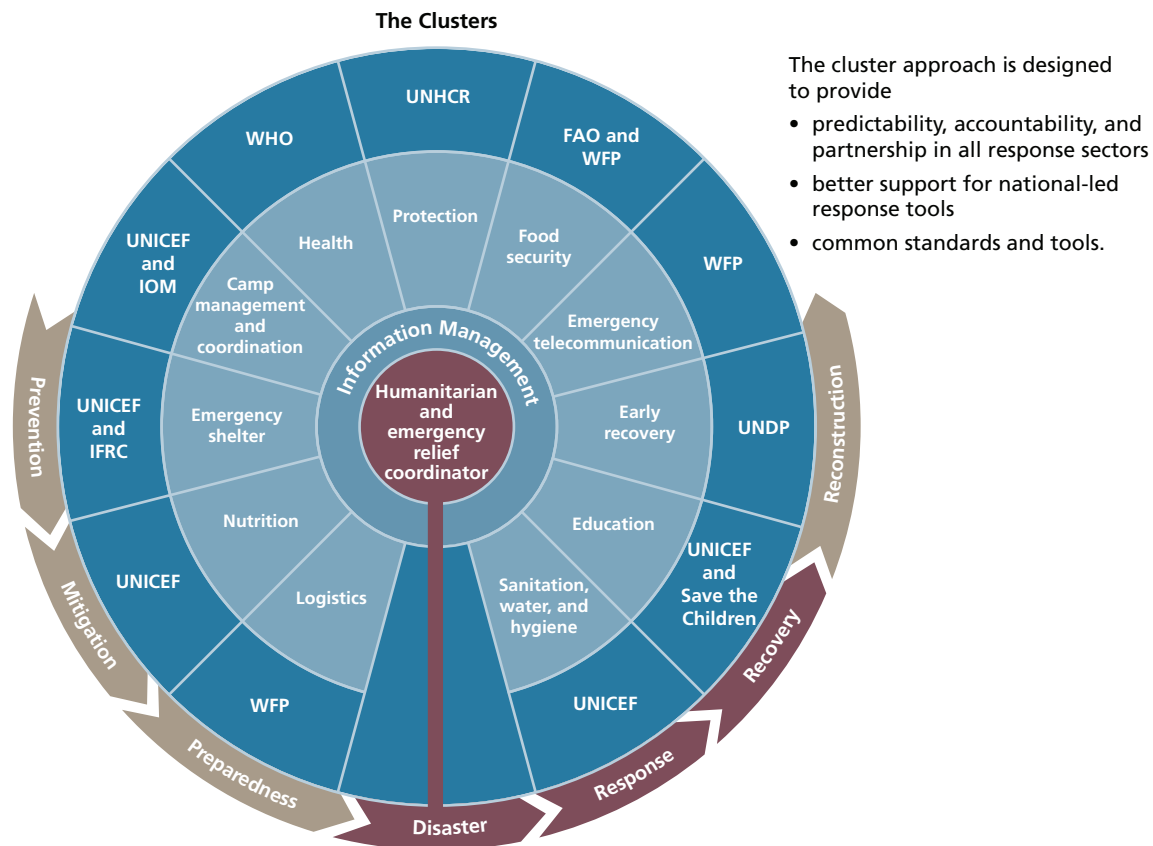 The Clusters
The cluster approach is designed
to provide
• predictability, accountability, and
partnership in all response sectors
• better support for national-led
response tools
• common standards and tools.
UNHCR
FAO and
WFP
WFP
UNDP
UNICEF
and
Save the
Children
UNICEF
WFP
UNICEF
UNICEF
and
IFRC
UNICEF
and
IOM
WHO
Protection
Food
security
Emergency
telecommunication
Early
recovery
Education
Sanitation,
water, and
hygiene
Logistics
Nutrition
Emergency
shelter
Camp
management
and
coordination
Health
Information Management
Humanitarian
and
emergency
relief
coordinator
Prevention
Mitigation
Preparedness
Disaster
Response
Recovery
Reconstruction